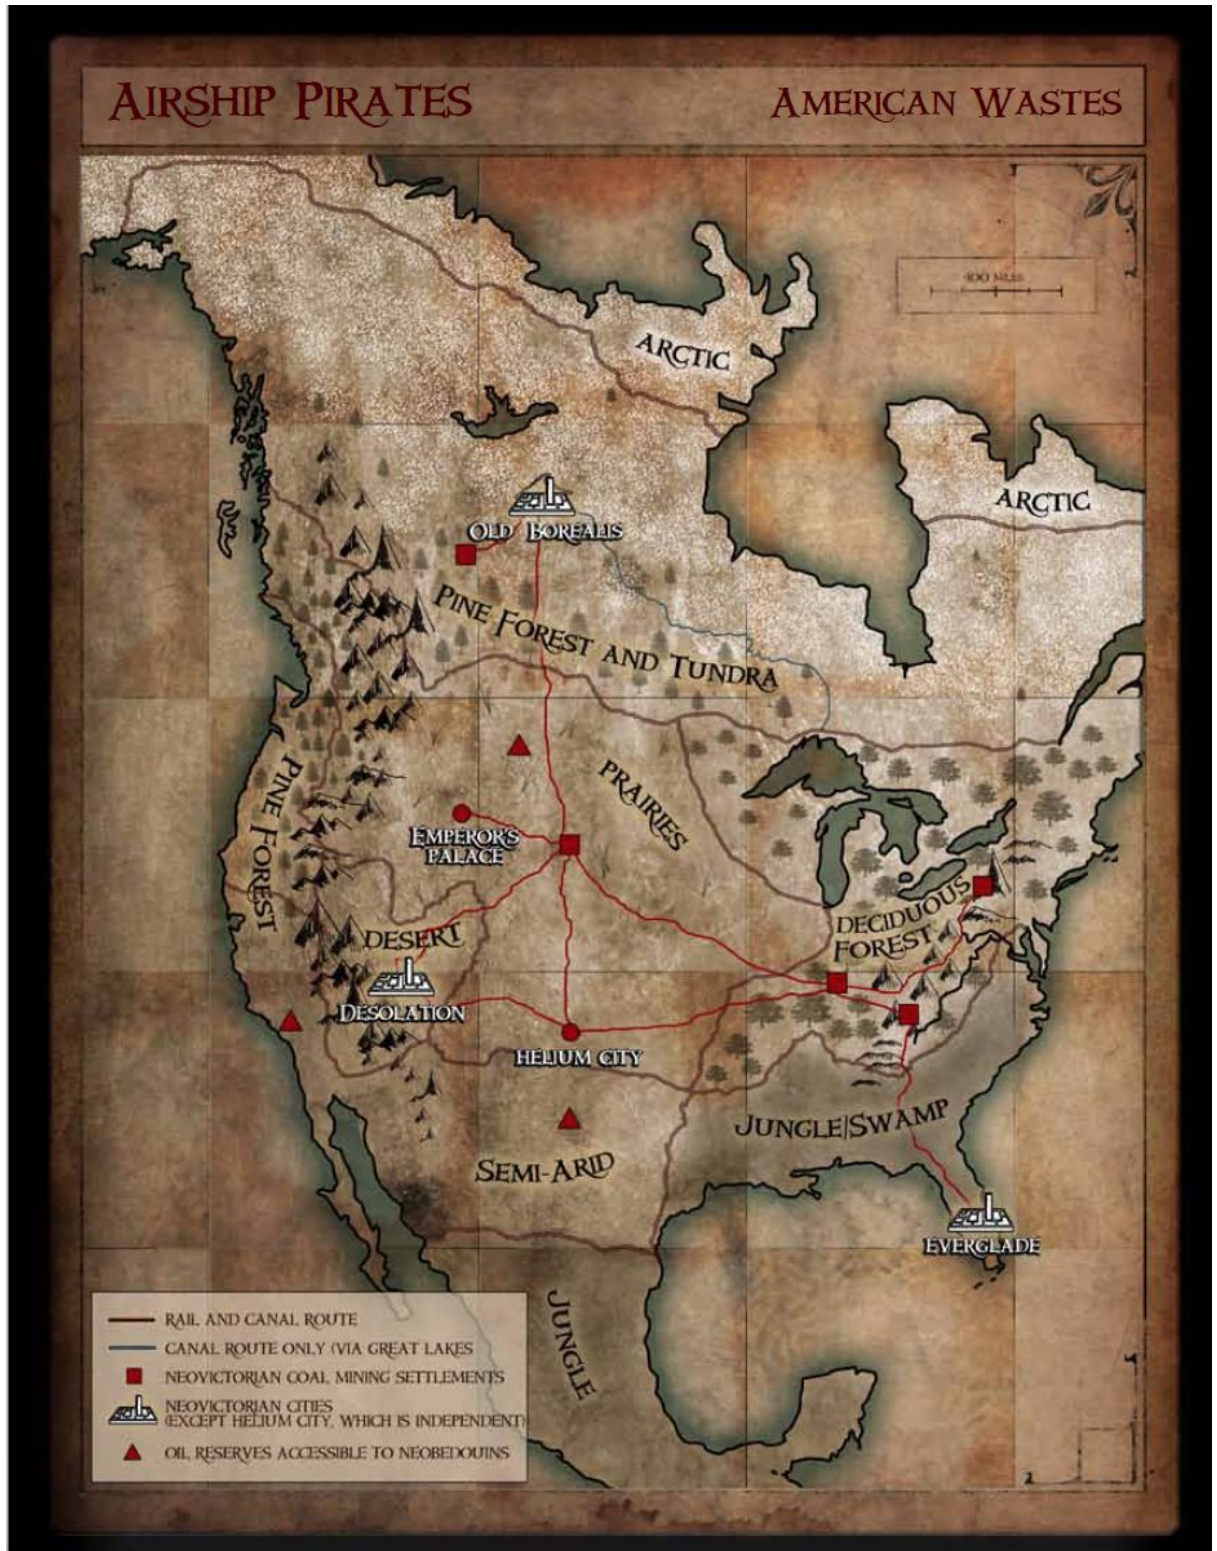 AIRSHIP PIRATES
AMERICAN WASTES
400 MILES
ARCTIC
ARCTIC
OLD BOREALIS
PINE FOREST AND TUNDRA
PINE FOREST
PRAIRIES
EMPEROR'S
PALACE
DECIDUOUS
FOREST
DESERT
DESOLATION
HELIUM CITY
JUNGLE/SWAMP
SEMI-ARID
EVERGLADE
JUNGLE
RAIL AND CANAL ROUTE
CANAL ROUTE ONLY (VIA GREAT LAKES
NEOVICTORIAN COAL MINING SETTLEMENTS
NEOVICTORIAN CITIES
(EXCEPT HELIUM CITY, WHICH IS INDEPENDENT)
OIL RESERVES ACCESSIBLE TO NEOBEDOUINS